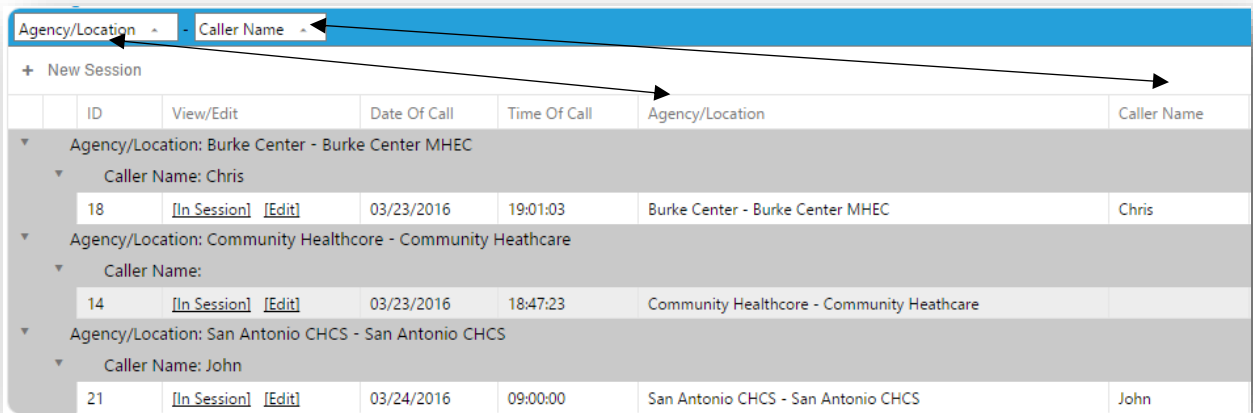 Agency/Location - Caller Name
+ New Session
ID View/Edit Date Of Call Time Of Call Agency/Location Caller Name
Agency/Location: Burke Center - Burke Center MHEC
Caller Name: Chris
18 [In Session] [Edit] 03/23/2016 19:01:03 Burke Center - Burke Center MHEC Chris
Agency/Location: Community Healthcore - Community Heathcare
Caller Name:
14 [In Session] [Edit] 03/23/2016 18:47:23 Community Healthcore - Community Heathcare
Agency/Location: San Antonio CHCS - San Antonio CHCS
Caller Name: John
21 [In Session] [Edit] 03/24/2016 09:00:00 San Antonio CHCS - San Antonio CHCS John